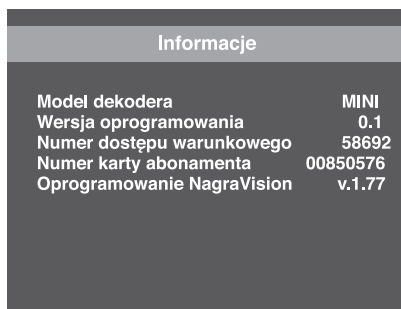 Informacje
Model dekodera MINI
Wersja oprogramowania 0.1
Numer dostępu warunkowego 58692
Numer karty abonamenta 00850576
Oprogramowanie NagraVision v.1.77